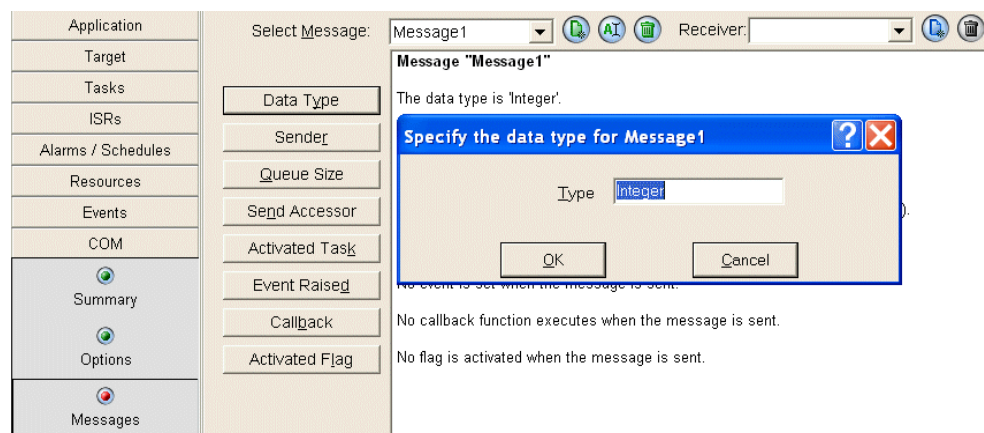 Application
Target
Tasks
ISRs
Alarms / Schedules
Resources
Events
COM
Summary
Options
Messages
Select Message: Message1 Receiver:
Data Type
Sender
Queue Size
Send Accessor
Activated Task
Event Raised
Callback
Activated Flag
Message "Message1"
The data type is 'Integer'.
Specify the data type for Message1
Type Integer
OK Cancel
).
No event is set when the message is sent.
No callback function executes when the message is sent.
No flag is activated when the message is sent.